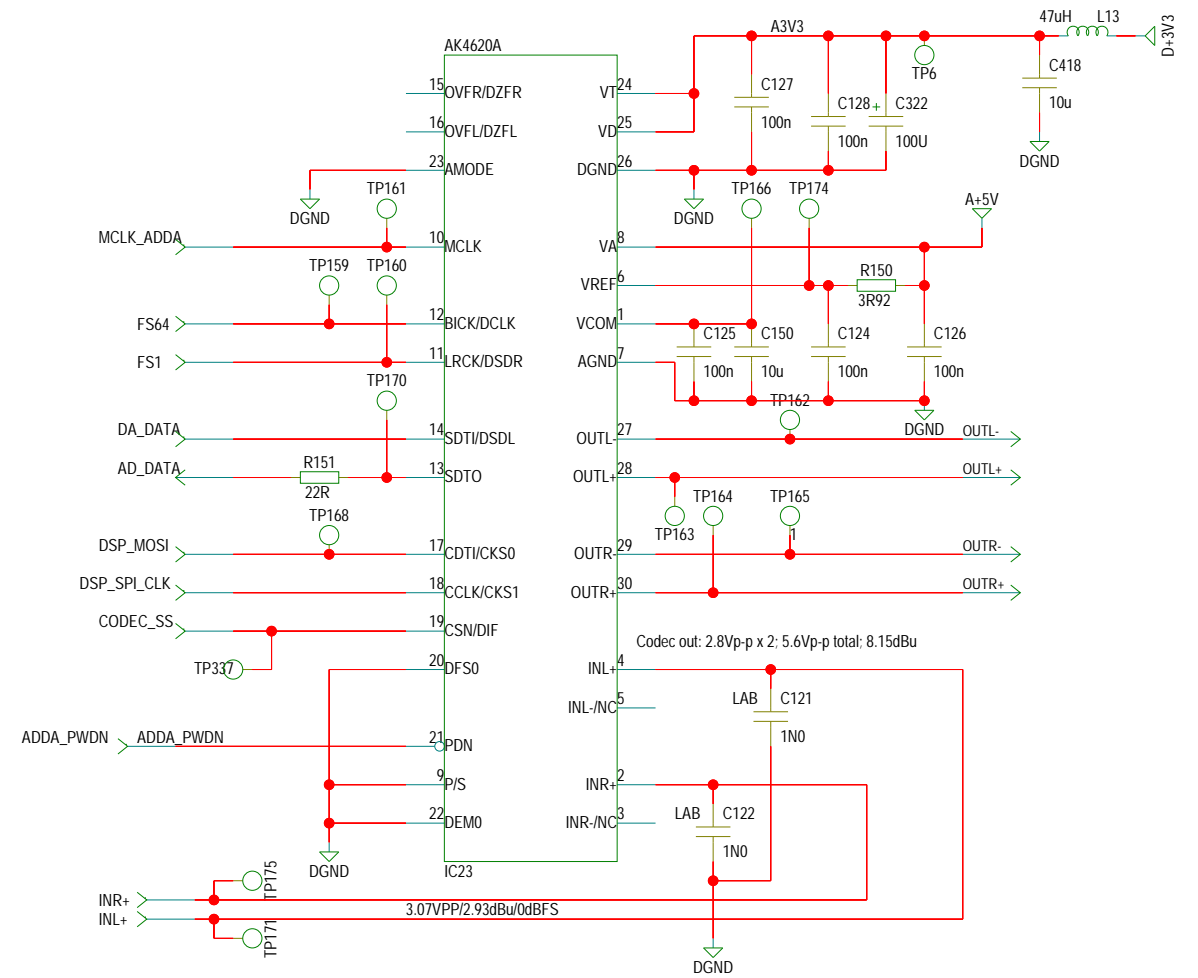 47uH L13
D+3V3
A3V3
AK4620A
TP6
C418
10u
DGND
15 OVFR/DZFR
VT 24
C127
100n
C128
100n
+ C322
100U
16 OVFL/DZFL
VD 25
23 AMODE
DGND 26
DGND
DGND
TP161
TP166
TP174
A+5V
MCLK_ADDA
10 MCLK
VA 8
TP159
TP160
VREF 6
R150
3R92
FS64
12 BICK/DCLK
VCOM 1
C125
100n
C150
10u
C124
100n
C126
100n
FS1
11 LRCK/DSDR
AGND 7
TP170
TP162
DGND
DA_DATA
14 SDTI/DSDL
OUTL- 27
OUTL-
AD_DATA
R151
22R
13 SDTO
OUTL+ 28
OUTL+
TP168
TP163
TP164
TP165
1
DSP_MOSI
17 CDTI/CKS0
OUTR- 29
OUTR-
DSP_SPI_CLK
18 CCLK/CKS1
OUTR+ 30
OUTR+
CODEC_SS
19 CSN/DIF
Codec out: 2.8Vp-p x 2; 5.6Vp-p total; 8.15dBu
TP337
20 DFS0
INL+ 4
LAB C121
1N0
INL-/NC 5
ADDA_PWDN
ADDA_PWDN
21 PDN
9 P/S
INR+ 2
LAB C122
1N0
22 DEM0
INR-/NC 3
DGND
IC23
TP175
INR+
3.07VPP/2.93dBu/0dBFS
INL+
TP171
DGND